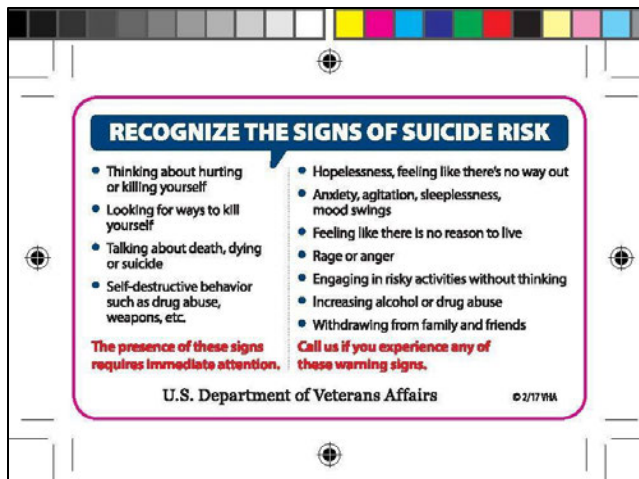 RECOGNIZE THE SIGNS OF SUICIDE RISK
Thinking about hurting
or killing yourself
Looking for ways to kill
yourself
Talking about death, dying
or suicide
Self-destructive behavior
such as drug abuse,
weapons, etc.
The presence of these signs
requires immediate attention.
Hopelessness, feeling like there's no way out
Anxiety, agitation, sleeplessness,
mood swings
Feeling like there is no reason to live
Rage or anger
Engaging in risky activities without thinking
Increasing alcohol or drug abuse
Withdrawing from family and friends
Call us if you experience any of
these warning signs.
U.S. Department of Veterans Affairs
© 2/17 VHA